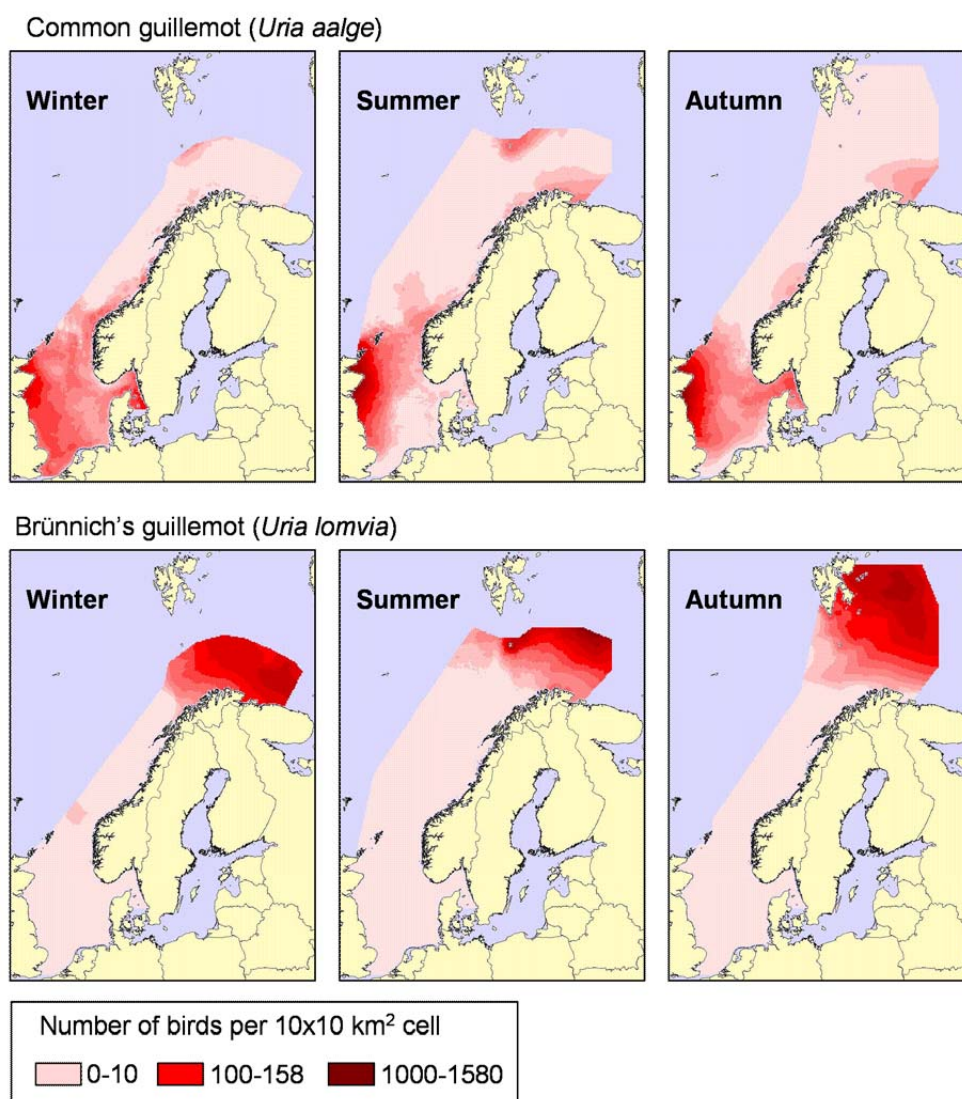 Common guillemot (Uria aalge)
Winter
Summer
Autumn
Brünnich's guillemot (Uria lomvia)
Winter
Summer
Autumn
Number of birds per 10x10 km² cell
0-10
100-158
1000-1580